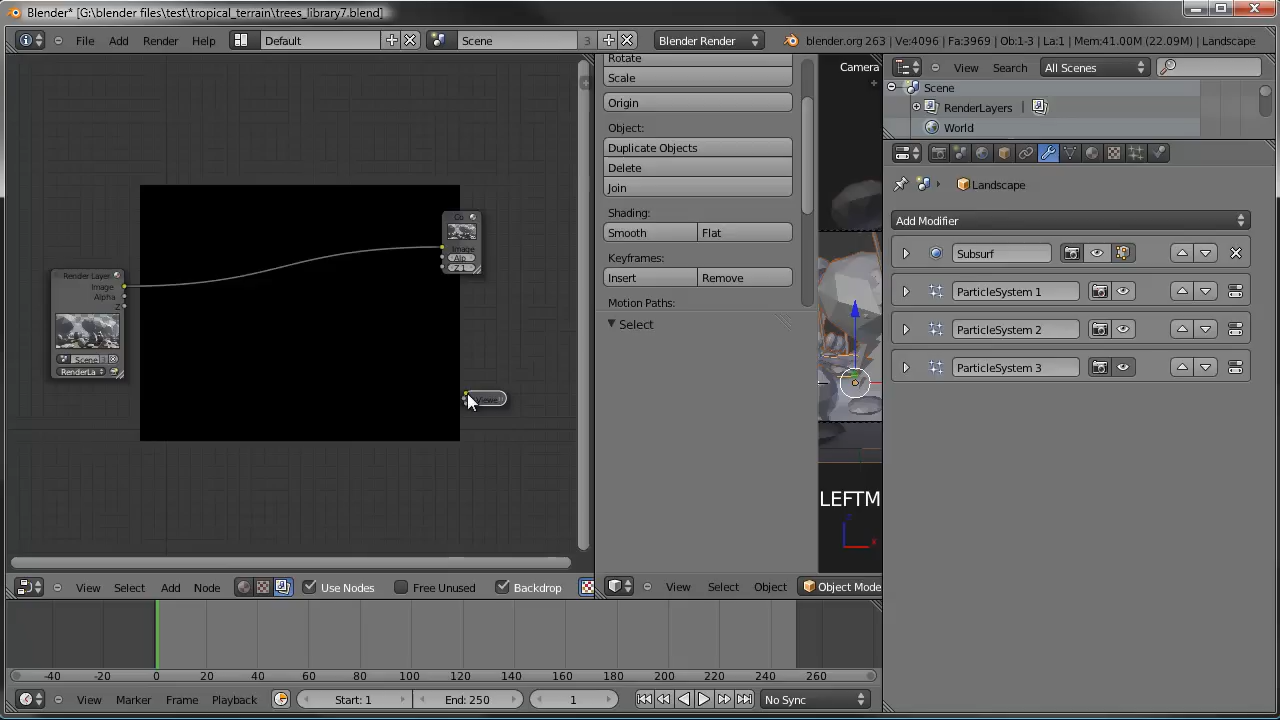 Blender* [G:\blender files\test\tropical_terrain\trees_library7.blend]
File Add Render Help Default Scene 3 Blender Render blender.org 263 | Ve:4096 | Fa:3969 | Ob:1-3 | La:1 | Mem:41.00M (22.09M) | Landscape
Rotate
Scale
Origin
Object:
Duplicate Objects
Delete
Join
Shading:
Smooth Flat
Keyframes:
Insert Remove
Motion Paths:
Select
Camera
View Search All Scenes
Scene
RenderLayers |
World
Landscape
Add Modifier
Subsurf
ParticleSystem 1
ParticleSystem 2
ParticleSystem 3
Co
Image
Alp
Z 1
Render Layer
Image
Alpha
Z
Scene 3
RenderLa
Viewe
LEFTM
View Select Add Node Use Nodes Free Unused Backdrop
View Select Object Object Mode
-40 -20 0 20 40 60 80 100 120 140 160 180 200 220 240 260
View Marker Frame Playback Start: 1 End: 250 1 No Sync